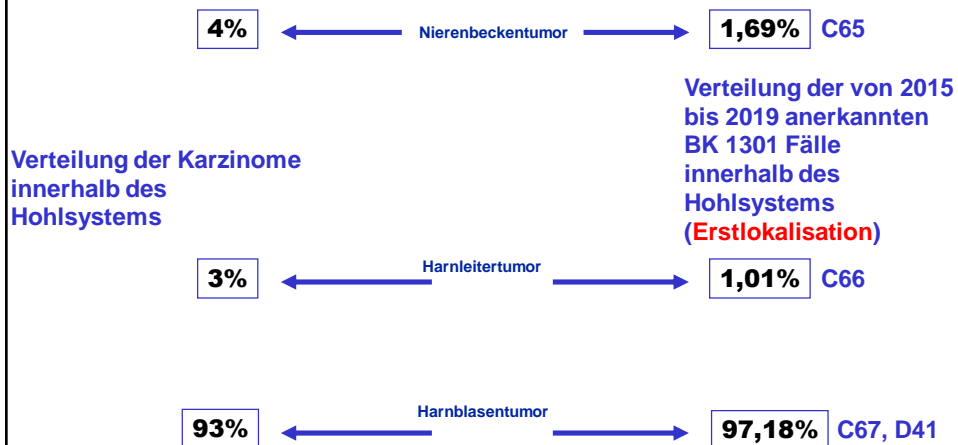 4%
Nierenbeckentumor
1,69% C65
Verteilung der Karzinome
innerhalb des
Hohlsystems
Verteilung der von 2015
bis 2019 anerkannten
BK 1301 Fälle
innerhalb des
Hohlsystems
(Erstlokalisation)
3%
Harnleitertumor
1,01% C66
93%
Harnblasentumor
97,18% C67, D41